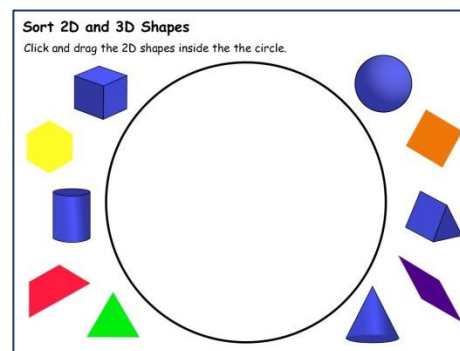 Sort 2D and 3D Shapes
Click and drag the 2D shapes inside the the circle.